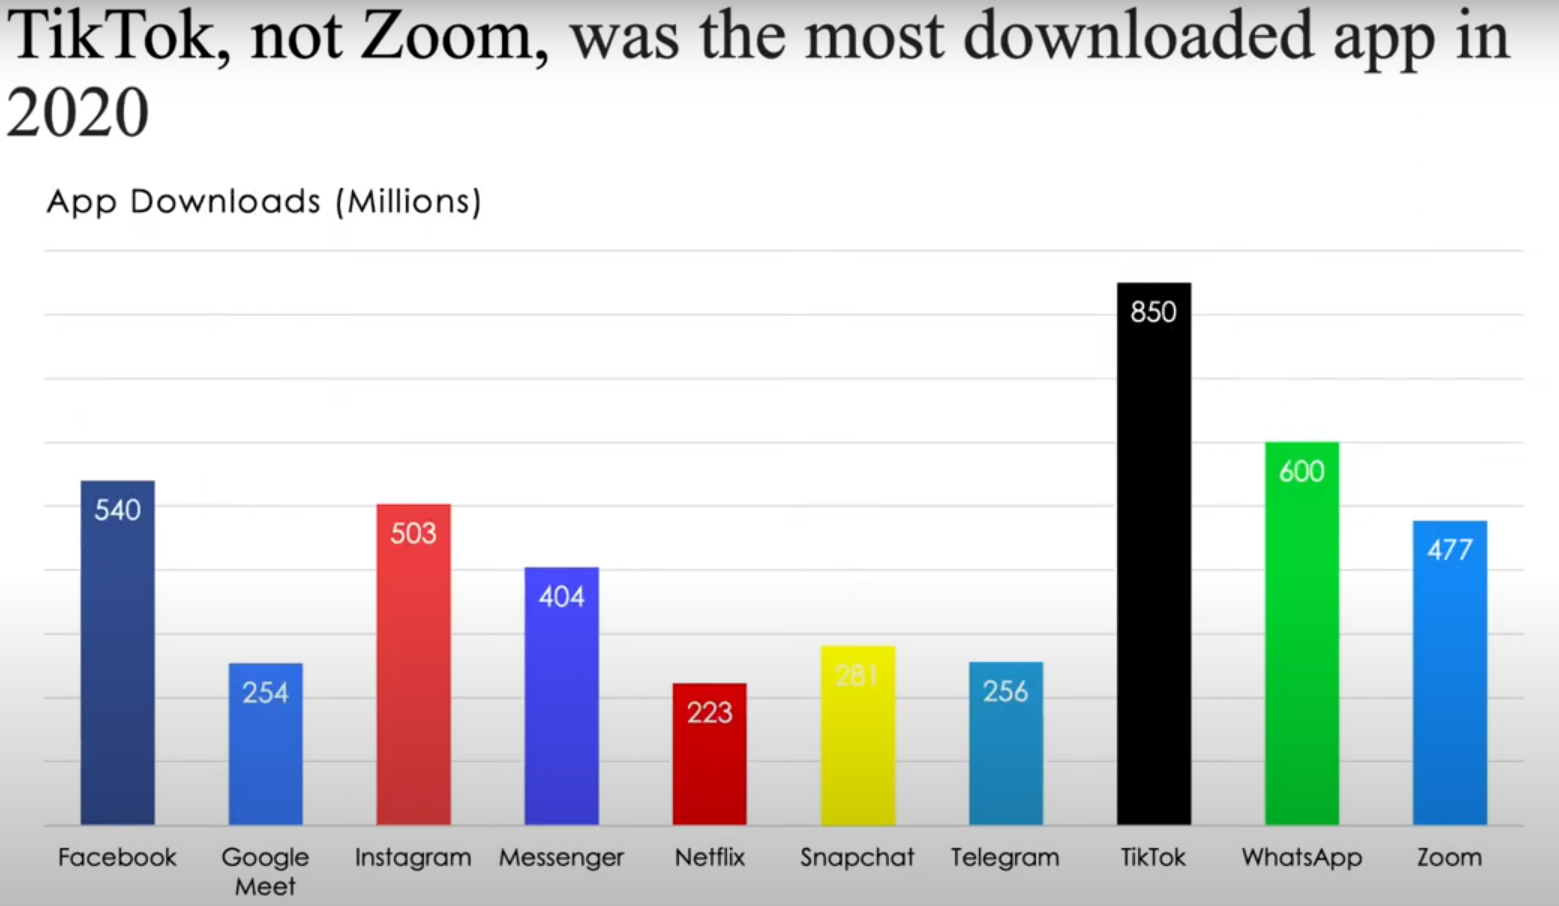 TikTok, not Zoom, was the most downloaded app in
2020
App Downloads (Millions)
850
600
540
503
477
404
281
254
256
223
Facebook
Google
Meet
Instagram
Messenger
Netflix
Snapchat
Telegram
TikTok
WhatsApp
Zoom